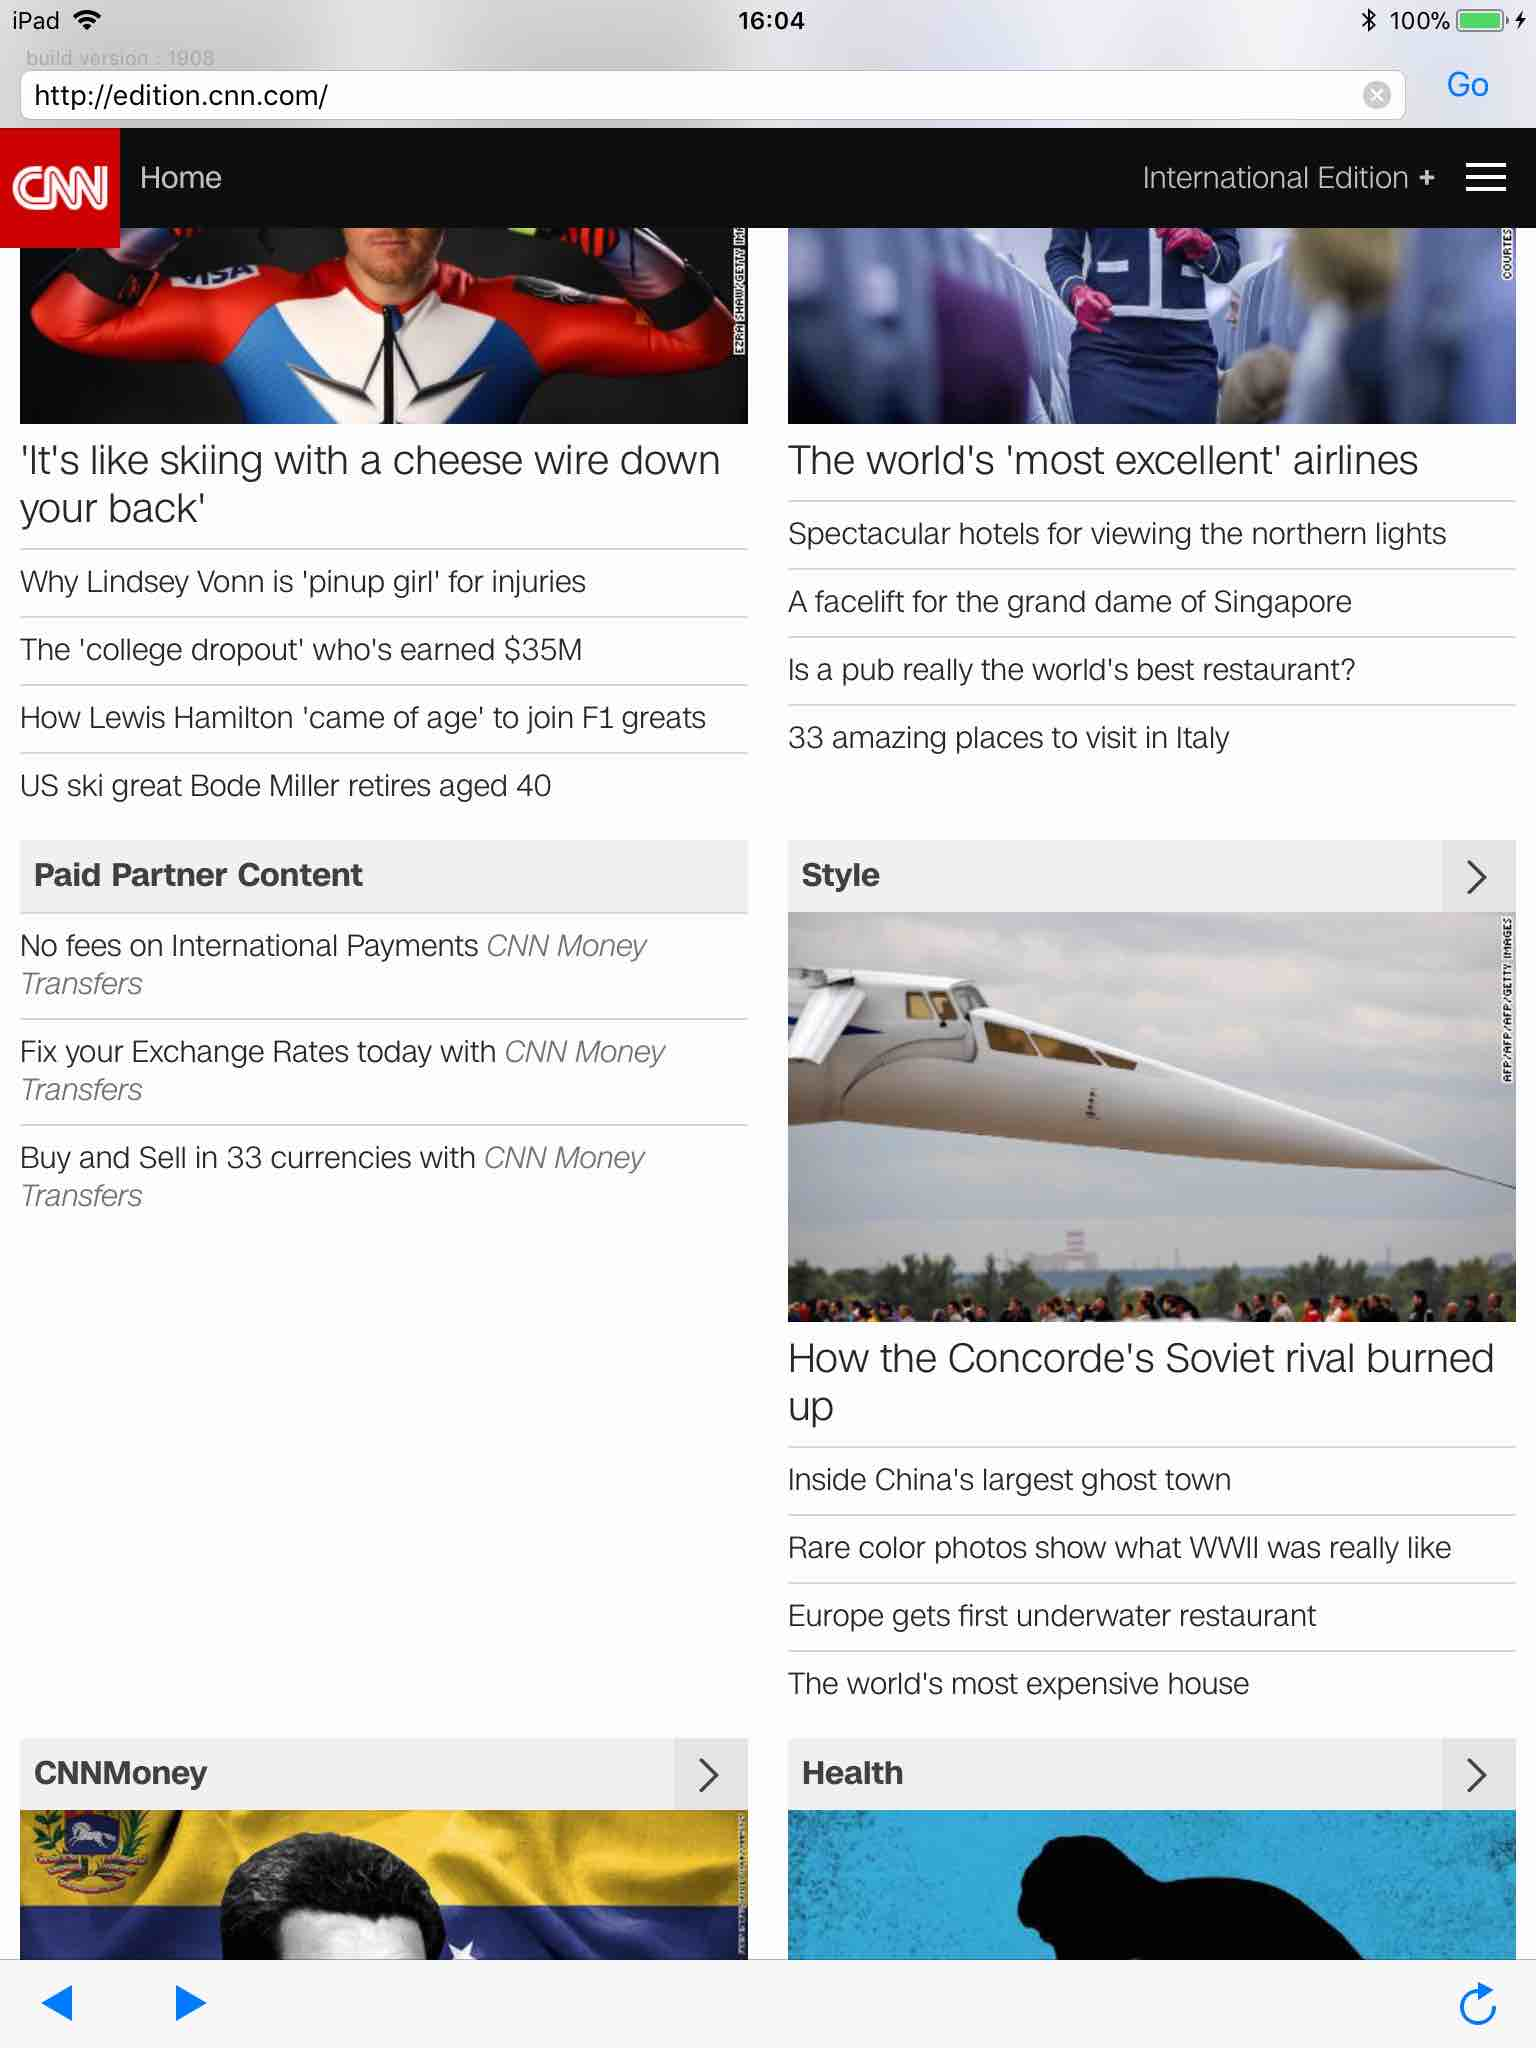 iPad
16:04
100%
build version : 1908
http://edition.cnn.com/
Go
CNN
Home
International Edition +
VISA
EZRA SHAW/GETTY
'It's like skiing with a cheese wire down
your back'
Why Lindsey Vonn is 'pinup girl' for injuries
The 'college dropout' who's earned $35M
How Lewis Hamilton 'came of age' to join F1 greats
US ski great Bode Miller retires aged 40
The world's 'most excellent' airlines
Spectacular hotels for viewing the northern lights
A facelift for the grand dame of Singapore
Is a pub really the world's best restaurant?
33 amazing places to visit in Italy
Paid Partner Content
No fees on International Payments CNN Money
Transfers
Fix your Exchange Rates today with CNN Money
Transfers
Buy and Sell in 33 currencies with CNN Money
Transfers
Style
AFP/AFP/AFP/GETTY IMAGES
How the Concorde's Soviet rival burned
up
Inside China's largest ghost town
Rare color photos show what WWII was really like
Europe gets first underwater restaurant
The world's most expensive house
CNNMoney
Health